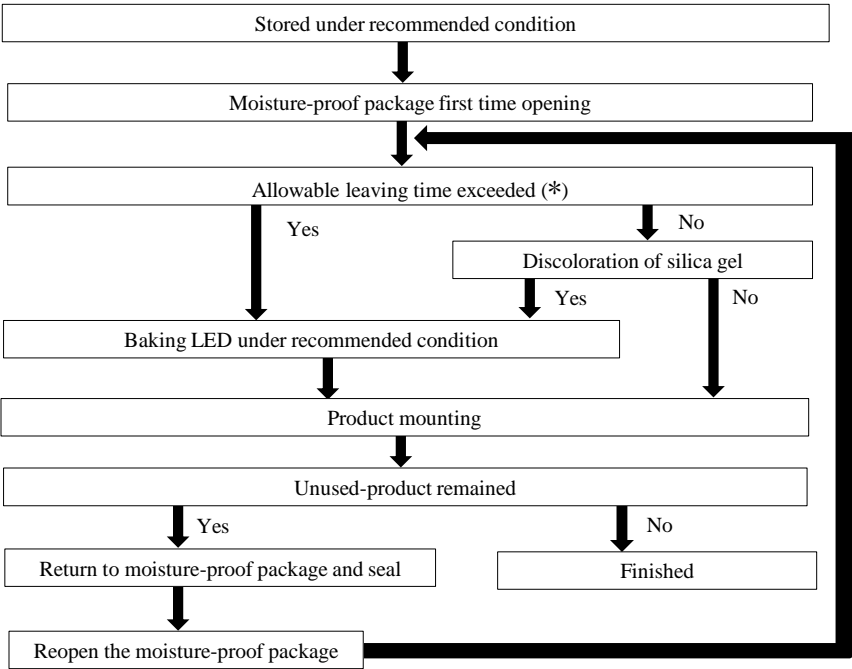 Stored under recommended condition
Moisture-proof package first time opening
Allowable leaving time exceeded (*)
Yes
No
Discoloration of silica gel
Yes
No
Baking LED under recommended condition
Product mounting
Unused-product remained
Yes
No
Return to moisture-proof package and seal
Finished
Reopen the moisture-proof package